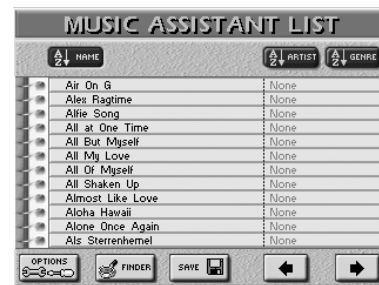 MUSIC ASSISTANT LIST
A Z NAME A Z ARTIST A Z GENRE
Air On G None
Alex Ragtime None
Alfie Song None
All at One Time None
All But Myself None
All My Love None
All Of Myself None
All Shaken Up None
Almost Like Love None
Aloha Hawaii None
Alone Once Again None
Als Sterrenhemel None
OPTIONS FINDER SAVE